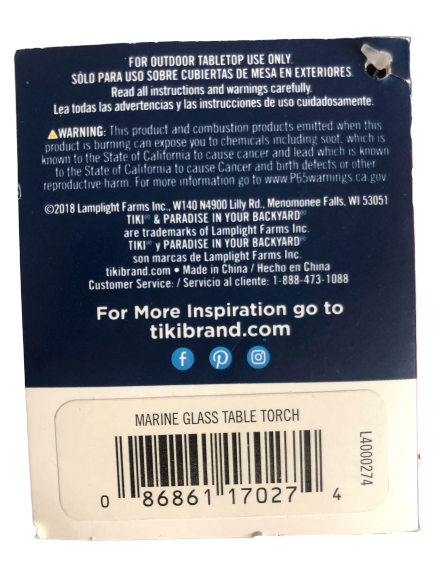 FOR OUTDOOR TABLETOP USE ONLY.
SÓLO PARA USO SOBRE CUBIERTAS DE MESA EN EXTERIORES.
Read all instructions and warnings carefully.
Lea todas las advertencias y las instrucciones de uso cuidadosamente.
⚠WARNING: This product and combustion products emitted when this
product is burning can expose you to chemicals including soot, which is
known to the State of California to cause cancer and lead which is known
to the State of California to cause Cancer and birth defects or other
reproductive harm. For more information go to www.P65warnings.ca.gov.
©2018 Lamplight Farms Inc., W140 N4900 Lilly Rd., Menomonee Falls, WI 53051
TIKI® & PARADISE IN YOUR BACKYARD®
are trademarks of Lamplight Farms Inc.
TIKI® y PARADISE IN YOUR BACKYARD®
son marcas de Lamplight Farms Inc.
tikibrand.com • Made in China / Hecho en China
Customer Service: / Servicio al cliente: 1-888-473-1088
For More Inspiration go to
tikibrand.com
MARINE GLASS TABLE TORCH
L4000274
0 86861 17027 4